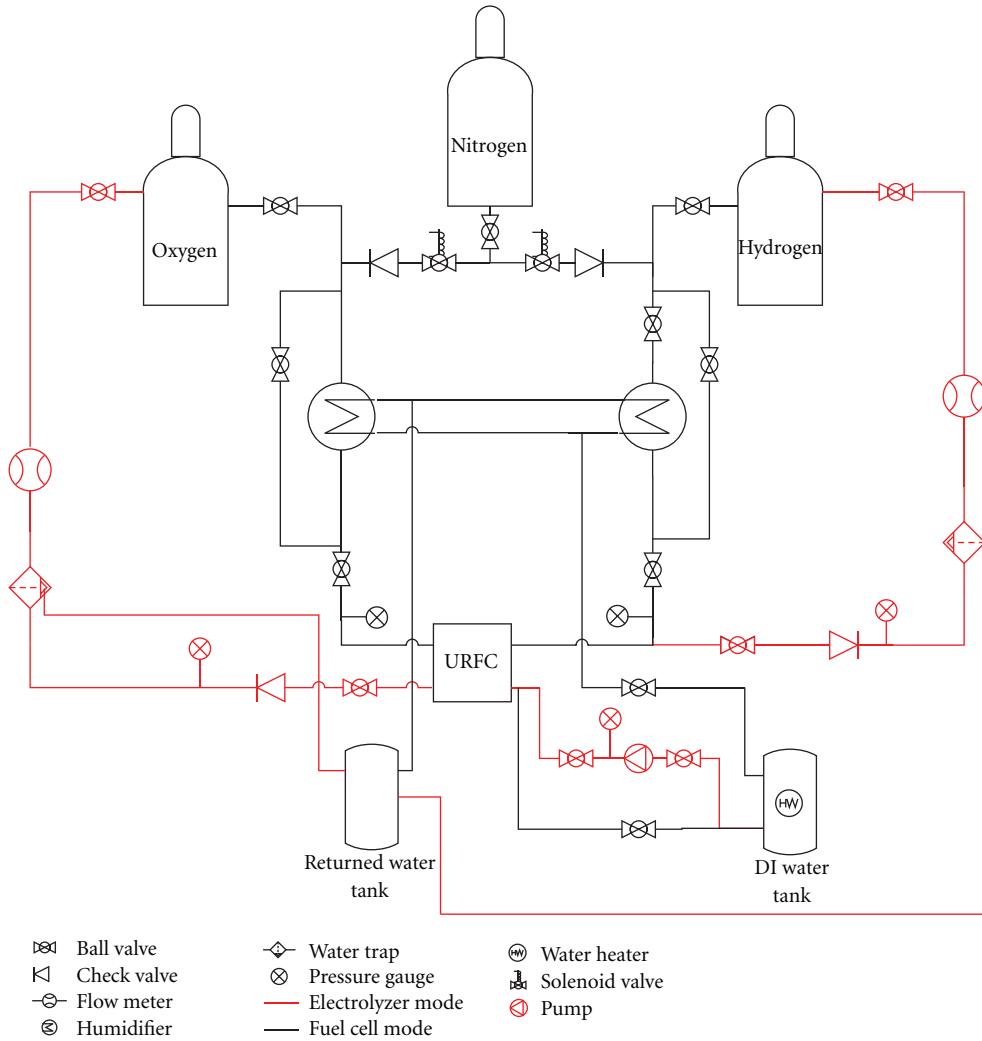 Nitrogen
Oxygen
Hydrogen
URFC
HW
Returned water
tank
DI water
tank
Ball valve
Check valve
Flow meter
Humidifier
Water trap
Pressure gauge
Electrolyzer mode
Fuel cell mode
HW
Water heater
Solenoid valve
Pump